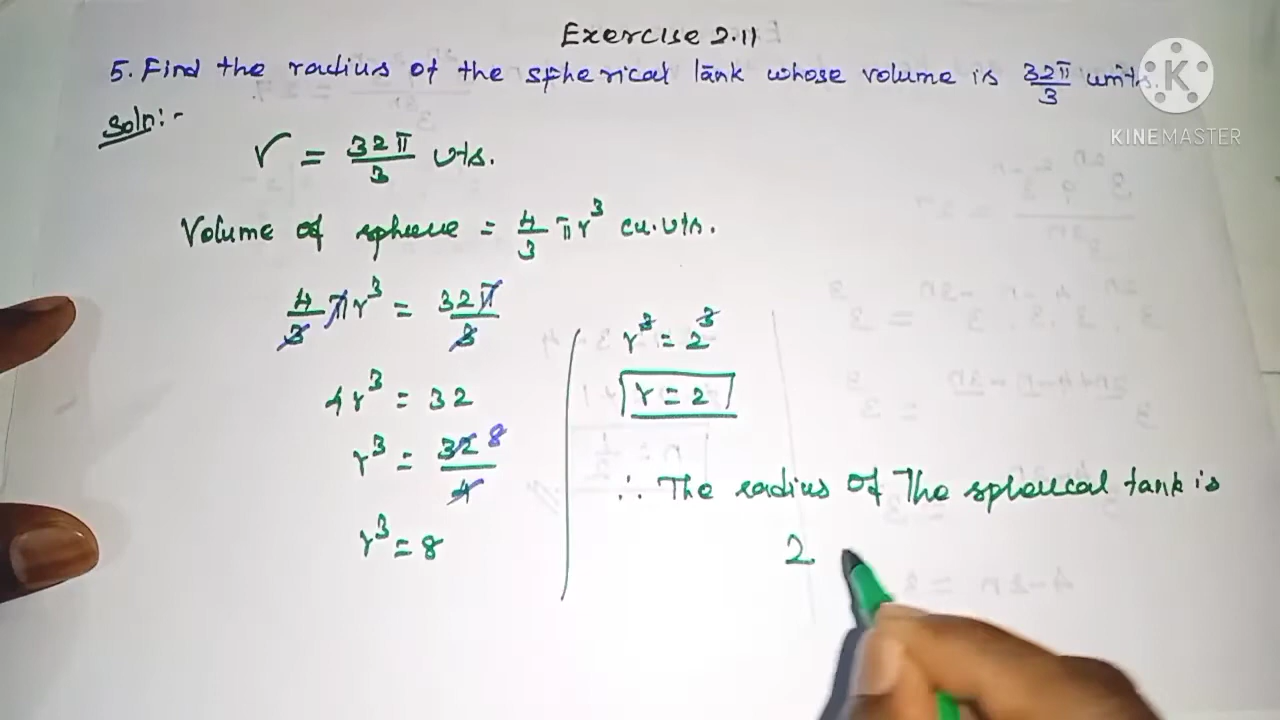 Exercise 2.11
5. Find the radius of the spherical tank whose volume is 32π/3 units.
K
KINEMASTER
Soln:-
r = 32π/3 uts.
Volume of sphere = 4/3 πr³ cu.uts.
4/3 πr³ = 32π/3
4r³ = 32
r³ = 32/4 8
r³ = 8
r³ = 2³
r = 2
∴ The radius of The spherical tank is
2